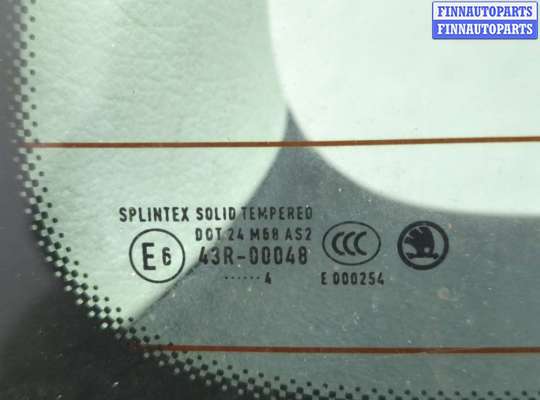 FINNAUTOPARTS
FINNAUTOPARTS
SPLINTEX SOLID TEMPERED
DOT 24 M68 AS2
E6 43R-00048 CCC
······ 4 E 000254